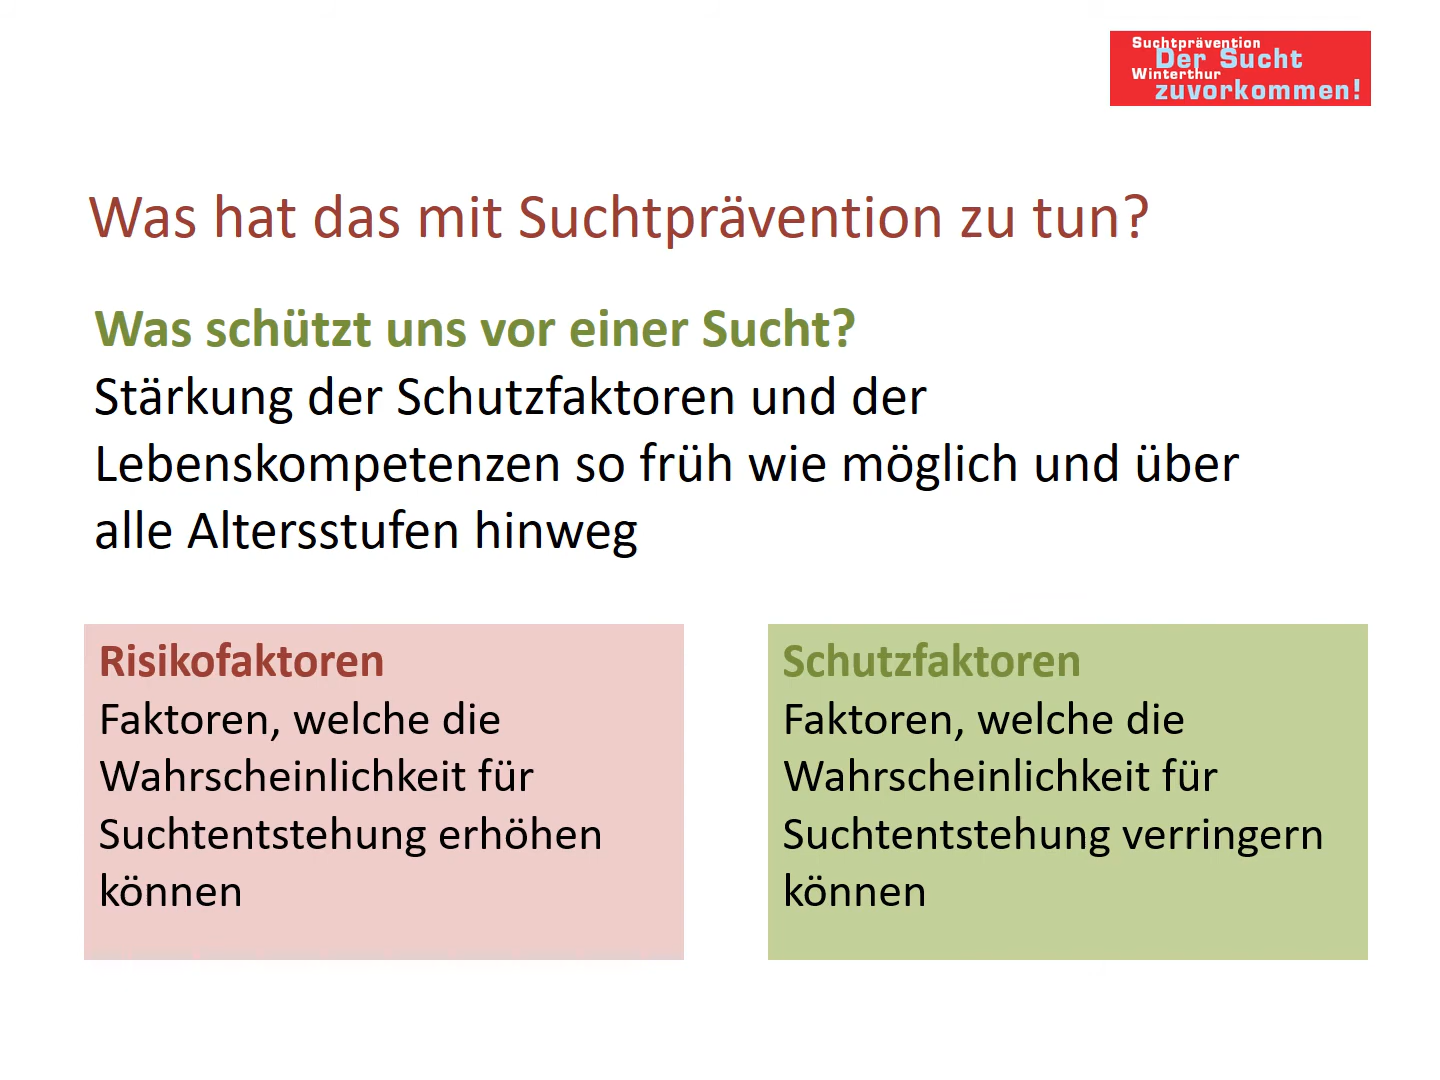 Suchtprävention
Der Sucht
Winterthur
zuvorkommen!
Was hat das mit Suchtprävention zu tun?
Was schützt uns vor einer Sucht?
Stärkung der Schutzfaktoren und der
Lebenskompetenzen so früh wie möglich und über
alle Altersstufen hinweg
Risikofaktoren
Faktoren, welche die
Wahrscheinlichkeit für
Suchtentstehung erhöhen
können
Schutzfaktoren
Faktoren, welche die
Wahrscheinlichkeit für
Suchtentstehung verringern
können